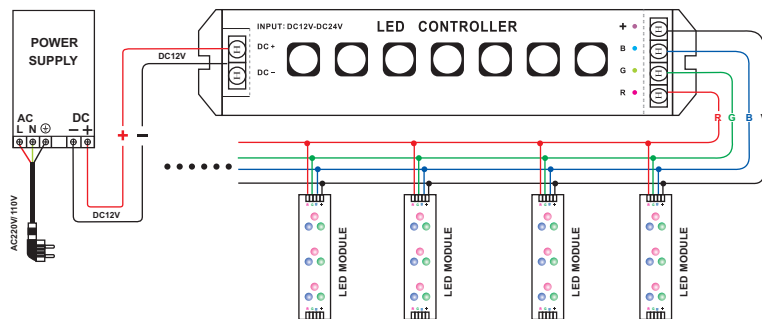 POWER
SUPPLY
AC
L N
DC
− +
AC220V/ 110V
DC12V
+ −
DC12V
INPUT: DC12V-DC24V
DC +
DC −
LED CONTROLLER
+
B
G
R
R G B V
LED MODULE
LED MODULE
LED MODULE
LED MODULE